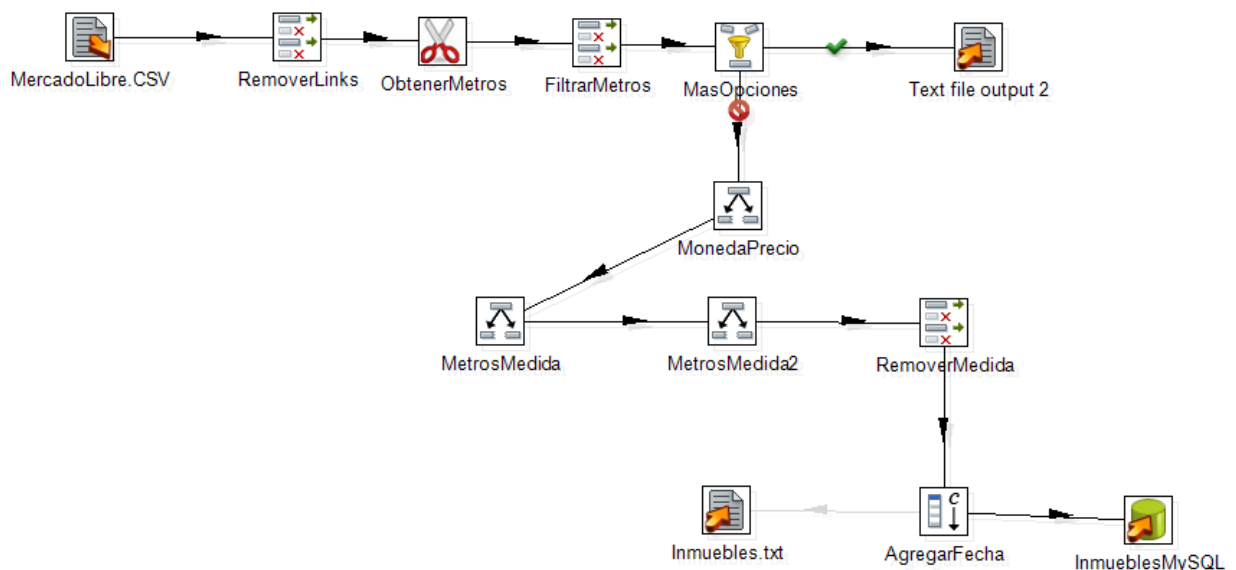 MercadoLibre.CSV
RemoverLinks
ObtenerMetros
FiltrarMetros
MasOpciones
Text file output 2
MonedaPrecio
MetrosMedida
MetrosMedida2
RemoverMedida
C
Inmuebles.txt
AgregarFecha
InmueblesMySQL